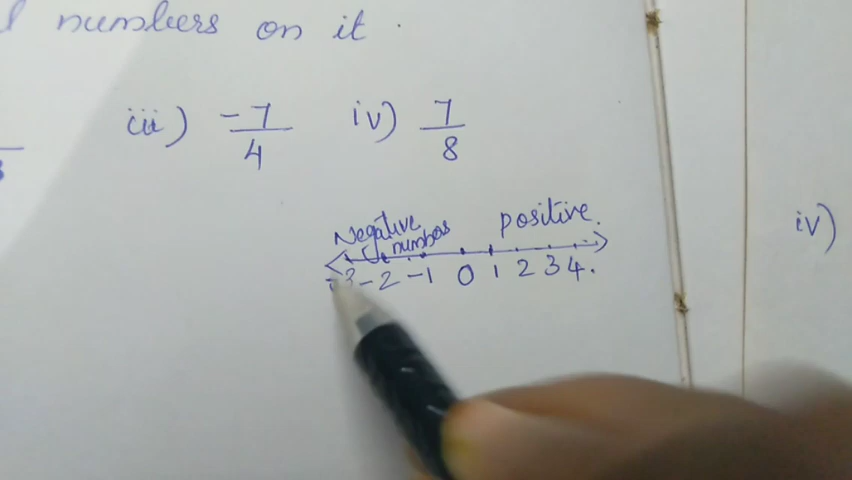 numbers on it.
iii) -7/4 iv) 7/8
Negative numbers positive.
-3 -2 -1 0 1 2 3 4.
iv)